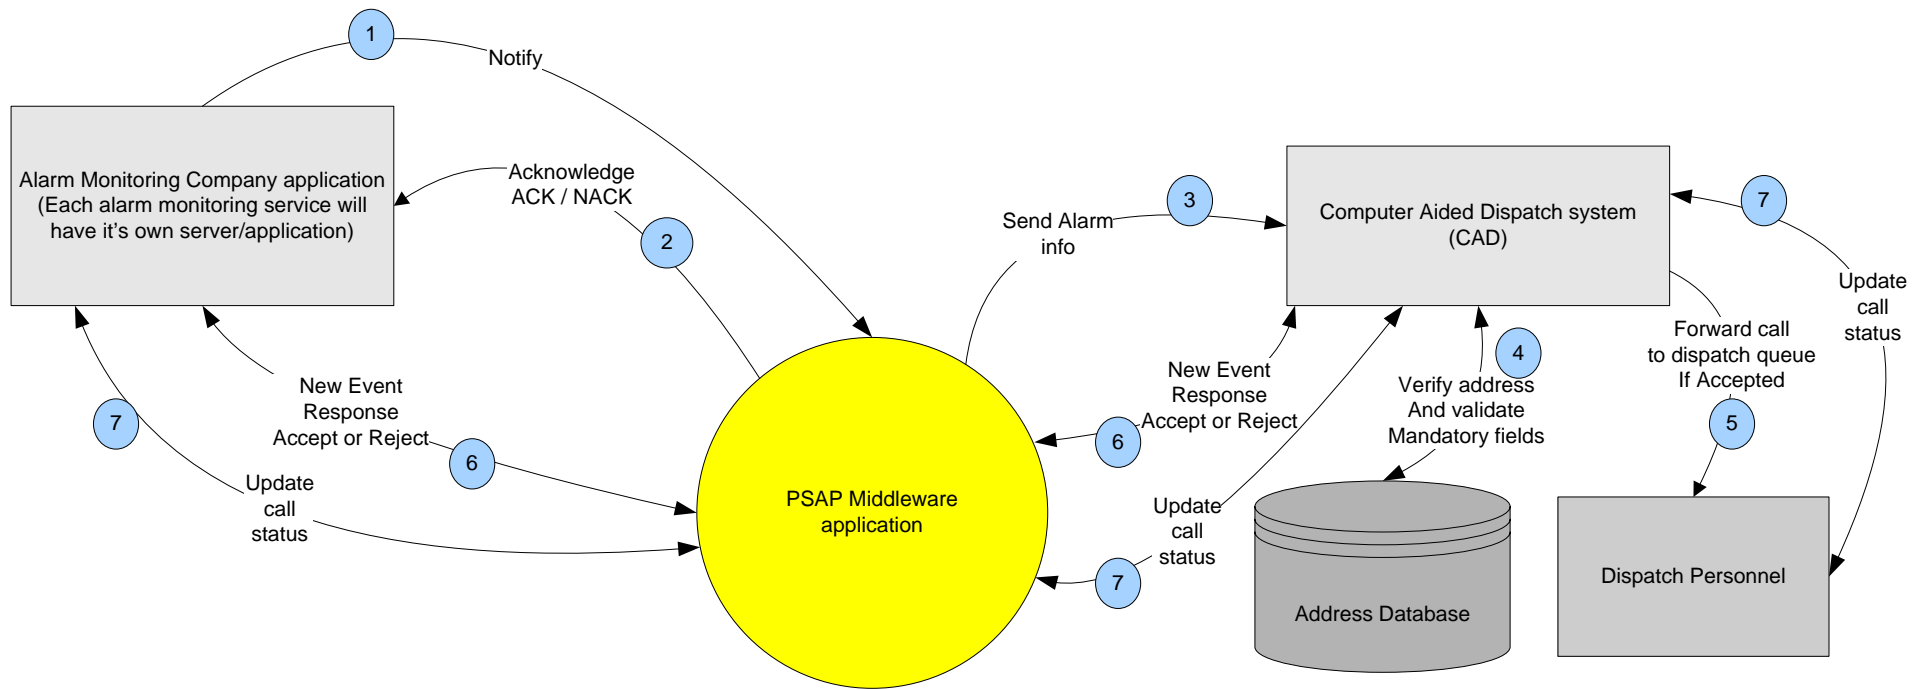 1
Notify
Alarm Monitoring Company application
(Each alarm monitoring service will
have it's own server/application)
Acknowledge
ACK / NACK
2
Send Alarm
info
3
Computer Aided Dispatch system
(CAD)
7
Update
call
status
New Event
Response
Accept or Reject
6
7
Update
call
status
PSAP Middleware
application
New Event
Response
Accept or Reject
6
Update
call
status
7
4
Verify address
And validate
Mandatory fields
Forward call
to dispatch queue
If Accepted
5
Address Database
Dispatch Personnel